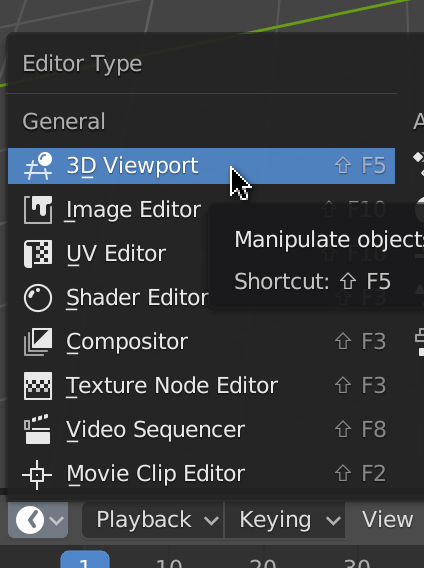 Editor Type
General
3D Viewport ⇧ F5
Image Editor ⇧ F10
UV Editor ⇧ F10
Shader Editor ⇧ F3
Compositor ⇧ F3
Texture Node Editor ⇧ F3
Video Sequencer ⇧ F8
Movie Clip Editor ⇧ F2
Manipulate objects
Shortcut: ⇧ F5
Playback Keying View
1 10 20 30